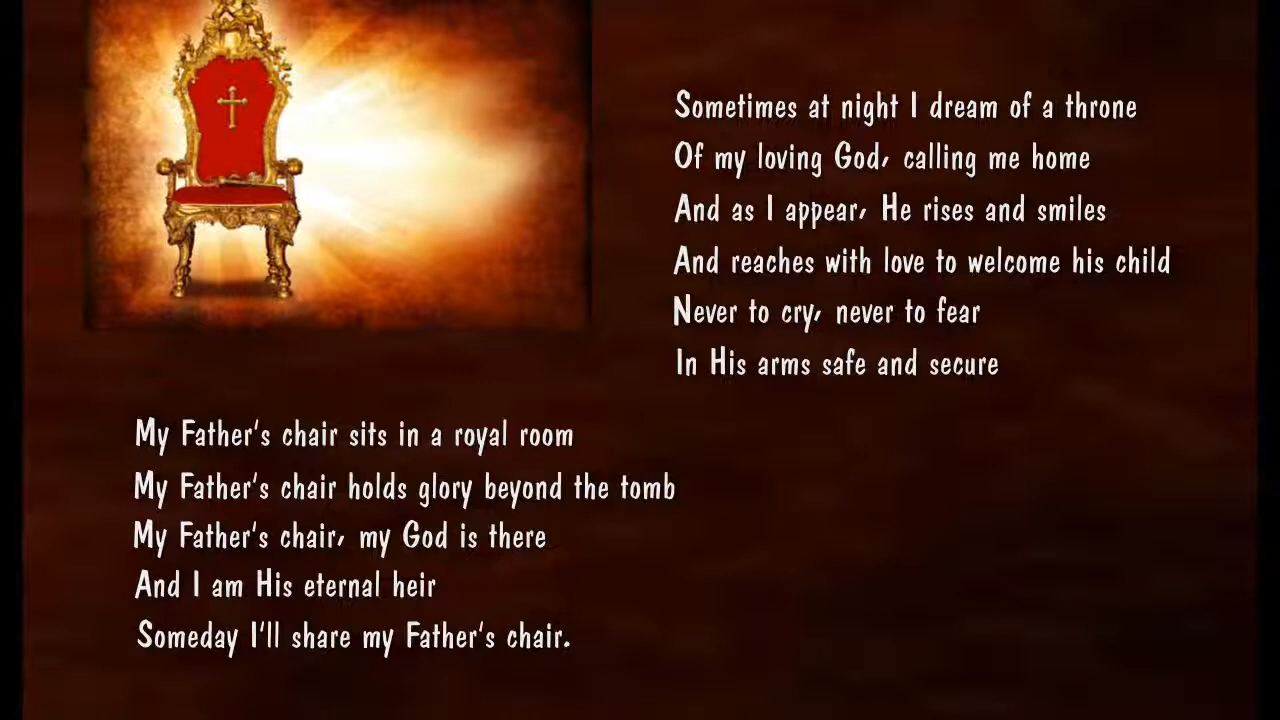 Sometimes at night I dream of a throne
Of my loving God, calling me home
And as I appear, He rises and smiles
And reaches with love to welcome his child
Never to cry, never to fear
In His arms safe and secure
My Father's chair sits in a royal room
My Father's chair holds glory beyond the tomb
My Father's chair, my God is there
And I am His eternal heir
Someday I'll share my Father's chair.